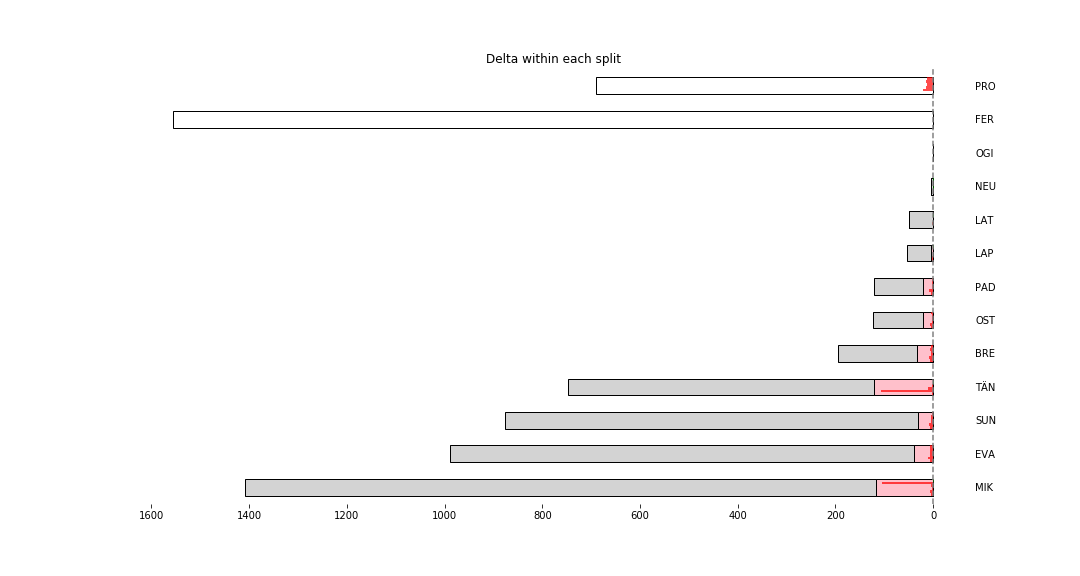 Delta within each split
PRO
FER
OGI
NEU
LAT
LAP
PAD
OST
BRE
TÄN
SUN
EVA
MIK
1600 1400 1200 1000 800 600 400 200 0